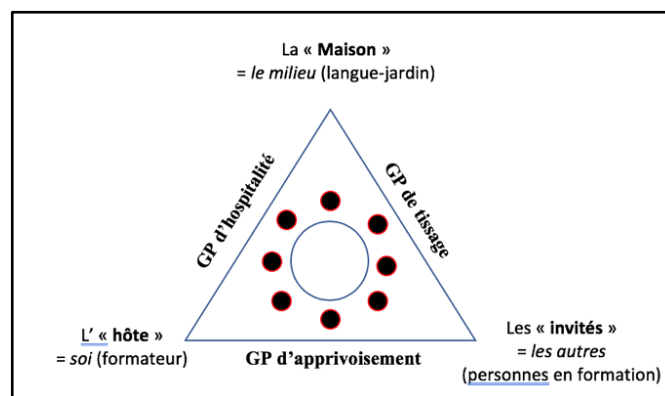 La « Maison »
= le milieu (langue-jardin)
GP d'hospitalité
GP de tissage
L' « hôte »
= soi (formateur)
GP d'apprivoisement
Les « invités »
= les autres
(personnes en formation)